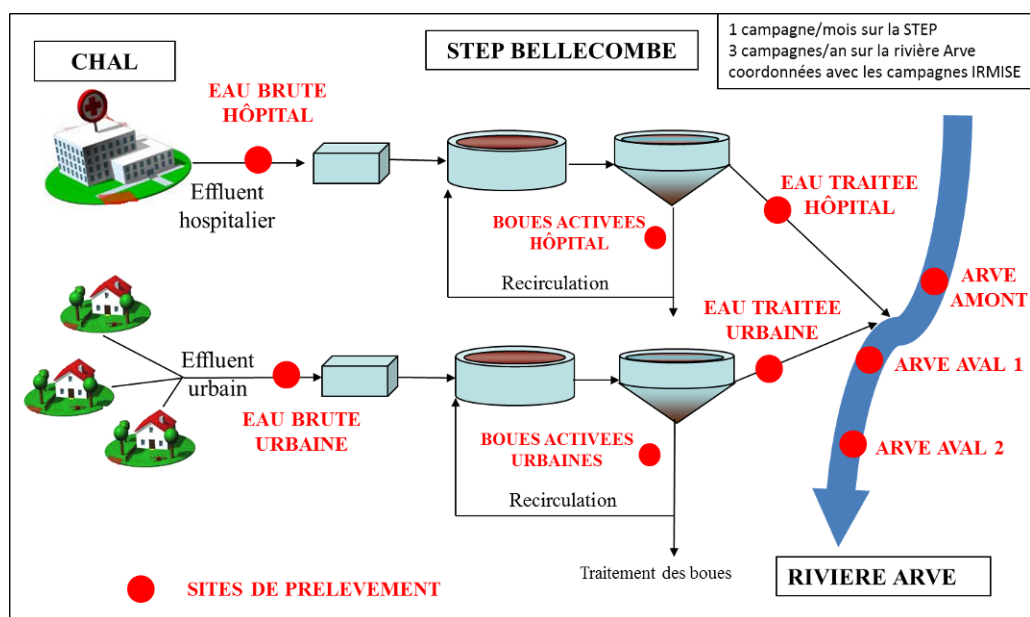 1 campagne/mois sur la STEP
3 campagnes/an sur la rivière Arve
coordonnées avec les campagnes IRMISE
CHAL
STEP BELLECOMBE
EAU BRUTE
HÔPITAL
Effluent
hospitalier
BOUES ACTIVEES
HÔPITAL
Recirculation
EAU TRAITEE
HÔPITAL
ARVE
AMONT
EAU TRAITEE
URBAINE
Effluent
urbain
EAU BRUTE
URBAINE
BOUES ACTIVEES
URBAINES
Recirculation
ARVE AVAL 1
ARVE AVAL 2
Traitement des boues
RIVIERE ARVE
SITES DE PRELEVEMENT